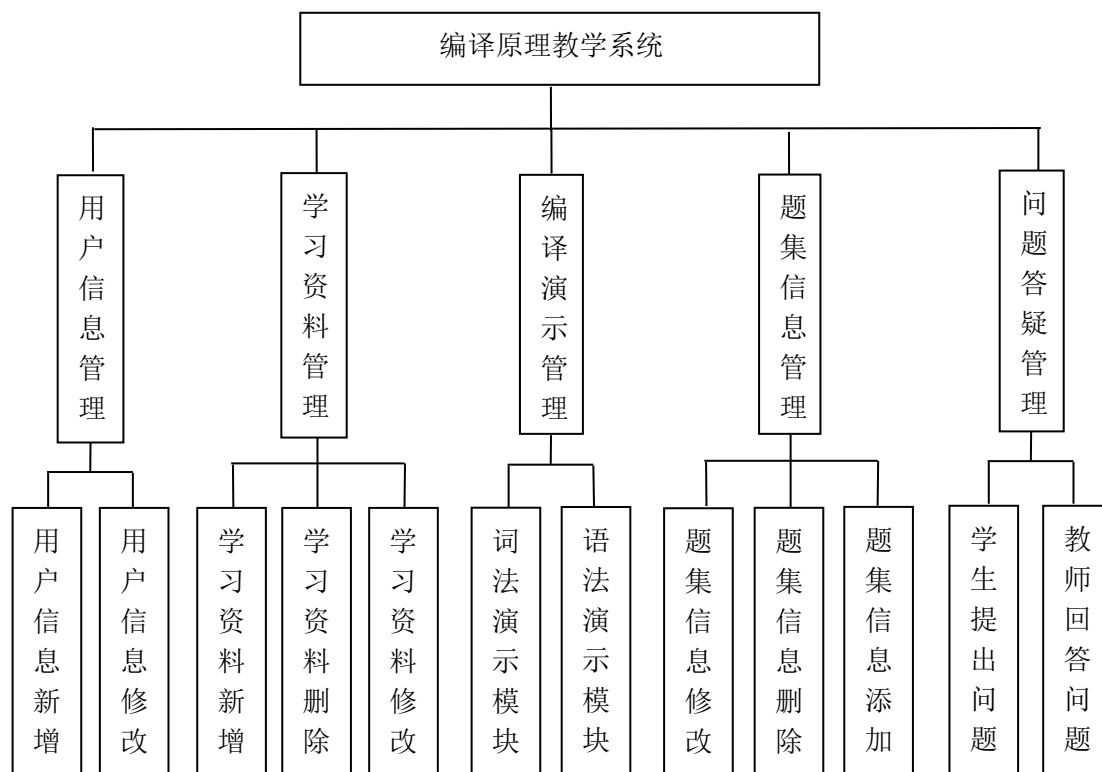 编译原理教学系统
用户信息管理
学习资料管理
编译演示管理
题集信息管理
问题答疑管理
用户信息新增
用户信息修改
学习资料新增
学习资料删除
学习资料修改
词法演示模块
语法演示模块
题集信息修改
题集信息删除
题集信息添加
学生提出问题
教师回答问题